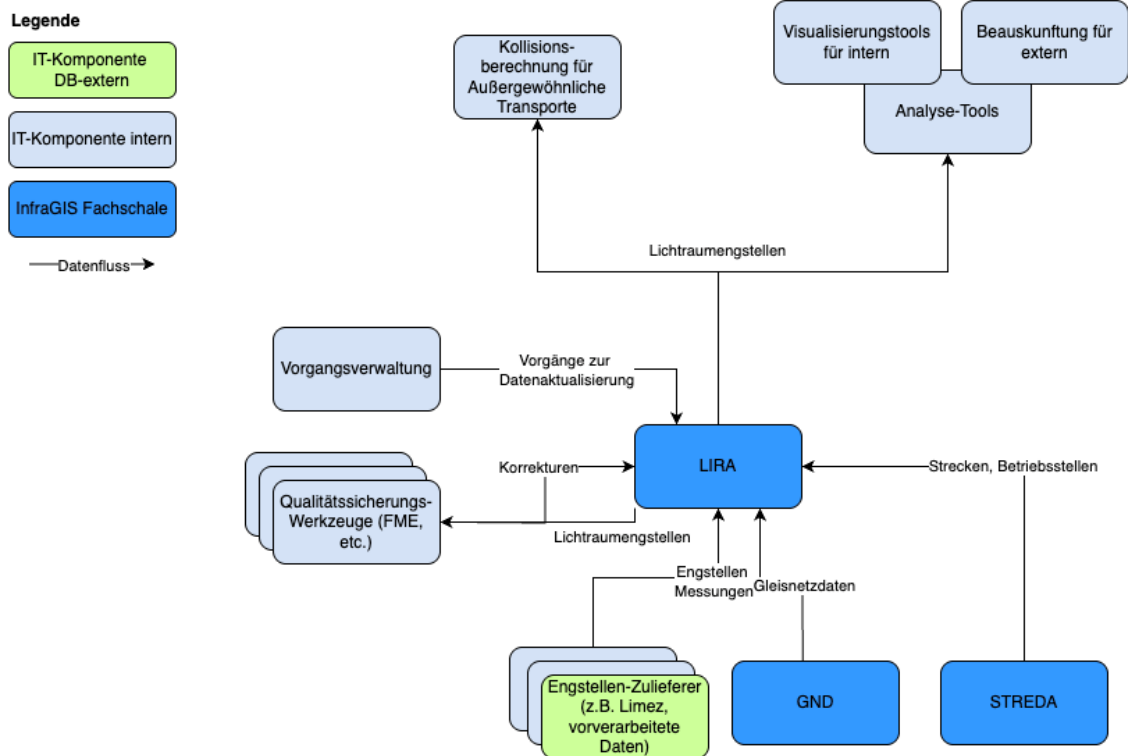 Legende
IT-Komponente
DB-extern
IT-Komponente intern
InfraGIS Fachschale
Datenfluss
Kollisions-
berechnung für
Außergewöhnliche
Transporte
Visualisierungstools
für intern
Beauskunftung für
extern
Analyse-Tools
Lichtraumengstellen
Vorgangsverwaltung
Vorgänge zur
Datenaktualisierung
LIRA
Korrekturen
Strecken, Betriebsstellen
Qualitätssicherungs-
Werkzeuge (FME,
etc.)
Lichtraumengstellen
Engstellen
Messungen
Gleisnetzdaten
Engstellen-Zulieferer
(z.B. Limez,
vorverarbeitete
Daten)
GND
STREDA